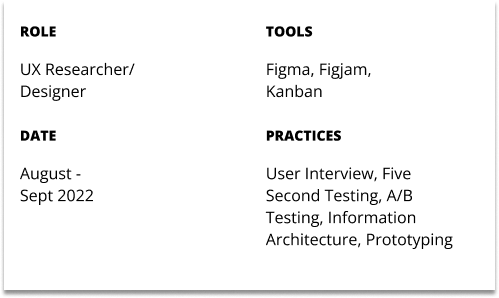 ROLE
UX Researcher/
Designer
TOOLS
Figma, Figjam,
Kanban
DATE
August -
Sept 2022
PRACTICES
User Interview, Five
Second Testing, A/B
Testing, Information
Architecture, Prototyping